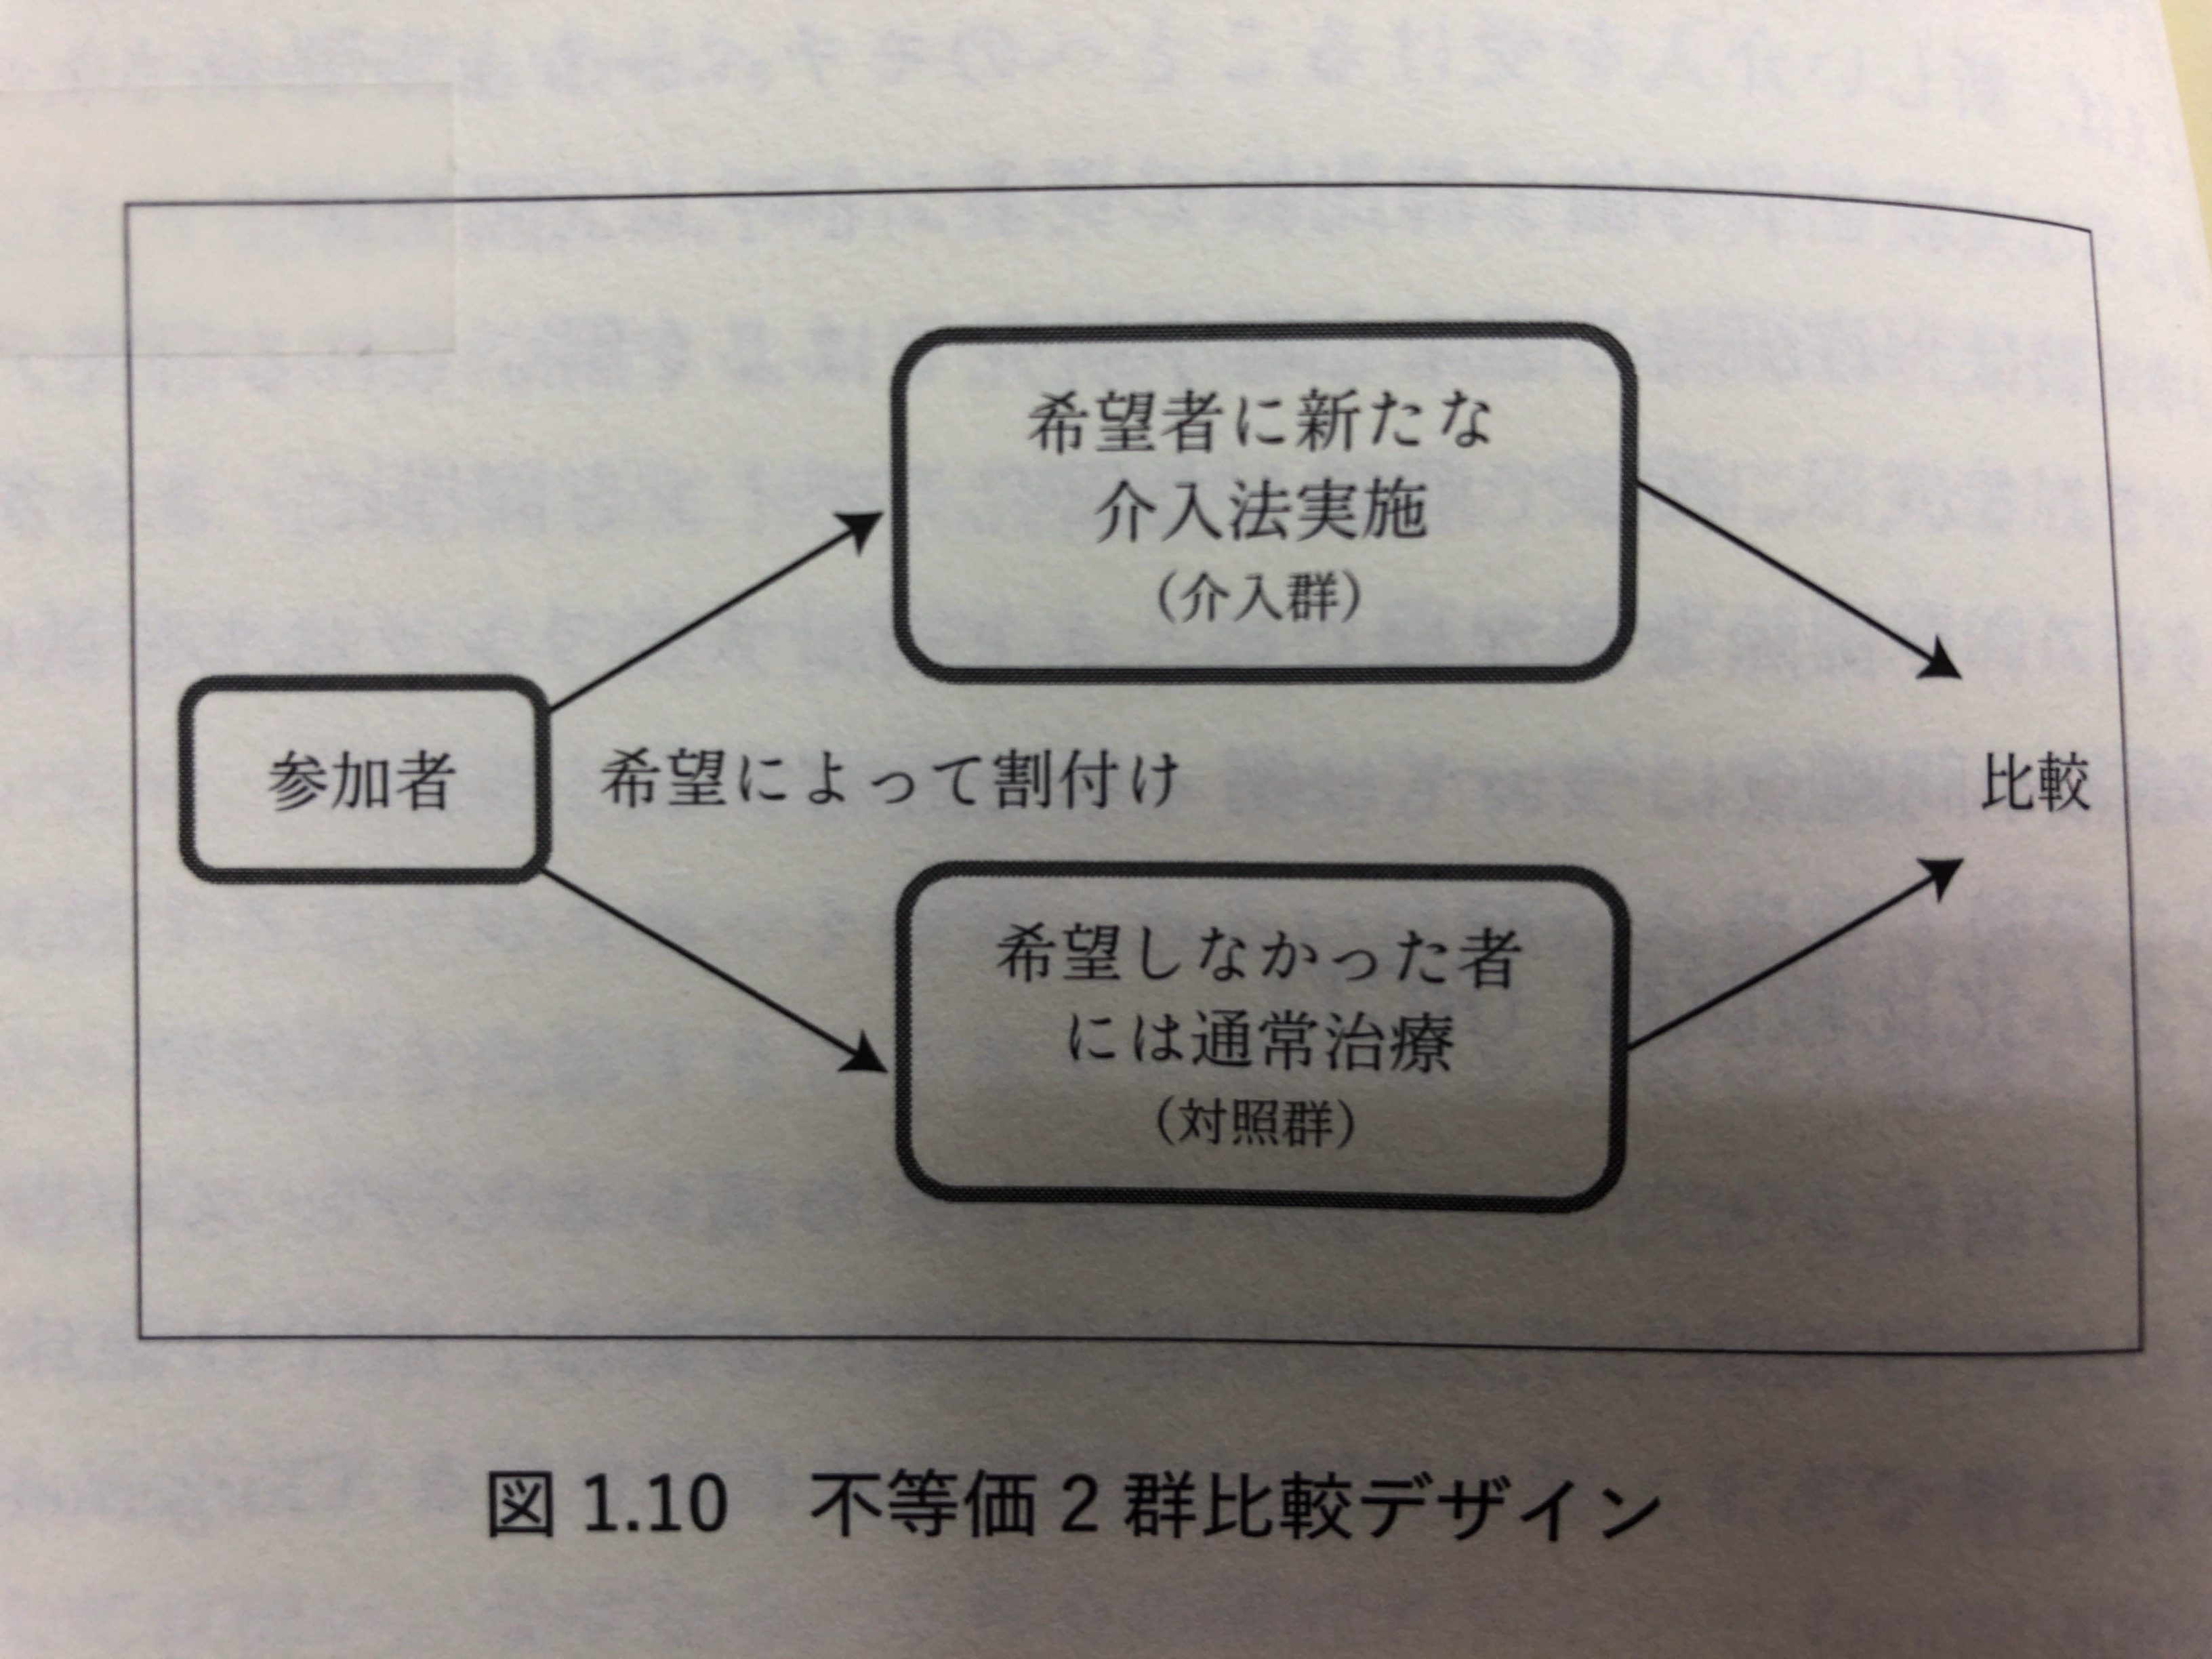 希望者に新たな
介入法実施
（介入群）
参加者
希望によって割付け
比較
希望しなかった者
には通常治療
（対照群）
図 1.10　不等価 2 群比較デザイン